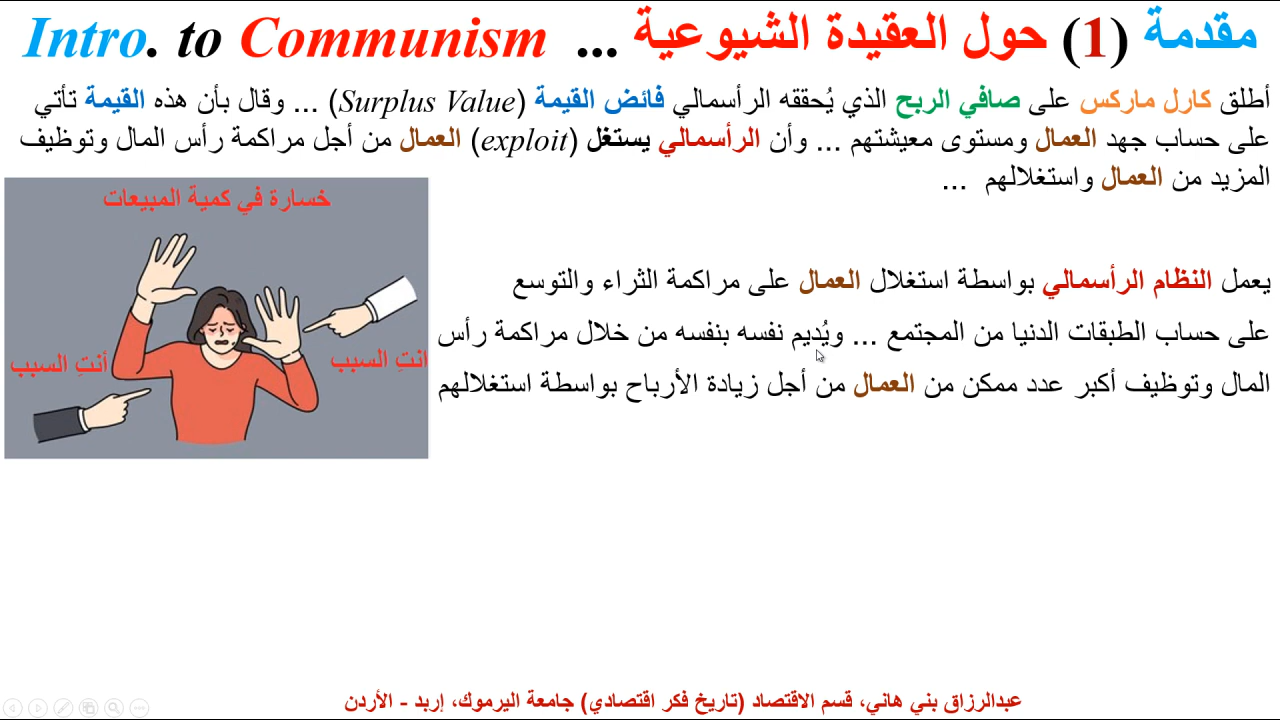 مقدمة (1) حول العقيدة الشيوعية ... Intro. to Communism
أطلق كارل ماركس على صافي الربح الذي يُحققه الرأسمالي فائض القيمة (Surplus Value) ... وقال بأن هذه القيمة تأتي
على حساب جهد العمال ومستوى معيشتهم ... وأن الرأسمالي يستغل (exploit) العمال من أجل مراكمة رأس المال وتوظيف
المزيد من العمال واستغلالهم ...
خسارة في كمية المبيعات
انتِ السبب
أنتِ السبب
يعمل النظام الرأسمالي بواسطة استغلال العمال على مراكمة الثراء والتوسع
على حساب الطبقات الدنيا من المجتمع ... ويُديم نفسه بنفسه من خلال مراكمة رأس
المال وتوظيف أكبر عدد ممكن من العمال من أجل زيادة الأرباح بواسطة استغلالهم
عبدالرزاق بني هاني، قسم الاقتصاد (تاريخ فكر اقتصادي) جامعة اليرموك، إربد - الأردن